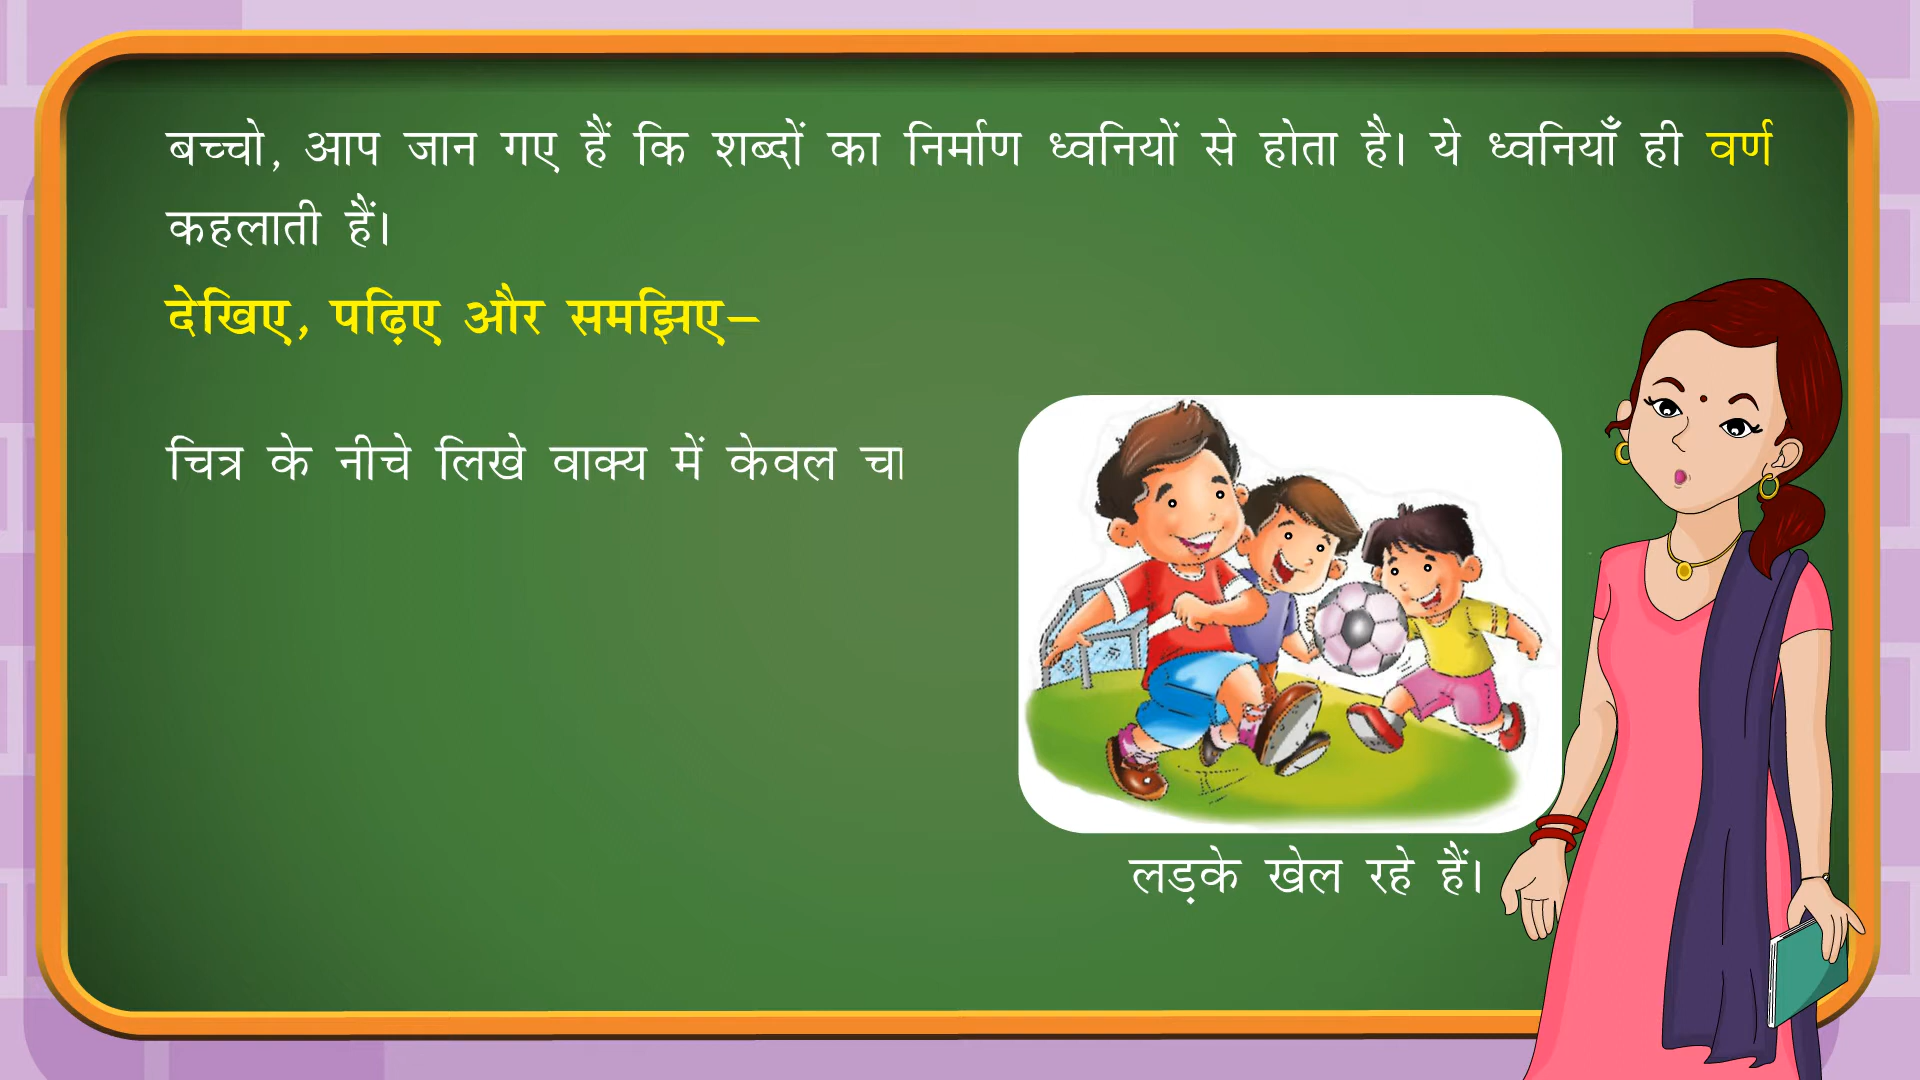 बच्चो, आप जान गए हैं कि शब्दों का निर्माण ध्वनियों से होता है। ये ध्वनियाँ ही वर्ण
कहलाती हैं।
देखिए, पढ़िए और समझिए–
चित्र के नीचे लिखे वाक्य में केवल चा
लड़के खेल रहे हैं।